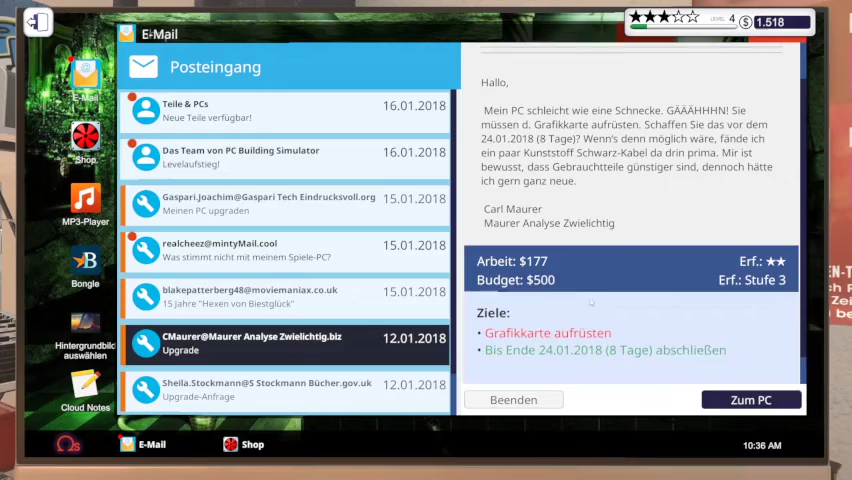 LEVEL 4
$ 1.518
E-Mail
Posteingang
Teile & PCs
16.01.2018
Neue Teile verfügbar!
Das Team von PC Building Simulator
16.01.2018
Levelaufstieg!
Gaspari.Joachim@Gaspari Tech Eindrucksvoll.org
15.01.2018
Meinen PC upgraden
realcheez@mintyMail.cool
15.01.2018
Was stimmt nicht mit meinem Spiele-PC?
blakepatterberg48@moviemaniax.co.uk
15.01.2018
15 Jahre "Hexen von Biestglück"
CMaurer@Maurer Analyse Zwielichtig.biz
12.01.2018
Upgrade
Sheila.Stockmann@S Stockmann Bücher.gov.uk
12.01.2018
Upgrade-Anfrage
Hallo,
Mein PC schleicht wie eine Schnecke. GÄÄÄHHHN! Sie
müssen d. Grafikkarte aufrüsten. Schaffen Sie das vor dem
24.01.2018 (8 Tage)? Wenn's denn möglich wäre, fände ich
ein paar Kunststoff Schwarz-Kabel da drin prima. Mir ist
bewusst, dass Gebrauchtteile günstiger sind, dennoch hätte
ich gern ganz neue.
Carl Maurer
Maurer Analyse Zwielichtig
Arbeit: $177
Erf.: ★★
Budget: $500
Erf.: Stufe 3
Ziele:
• Grafikkarte aufrüsten
• Bis Ende 24.01.2018 (8 Tage) abschließen
Beenden
Zum PC
E-Mail
Shop
MP3-Player
Bongle
Hintergrundbild
auswählen
Cloud Notes
E-Mail
Shop
10:36 AM